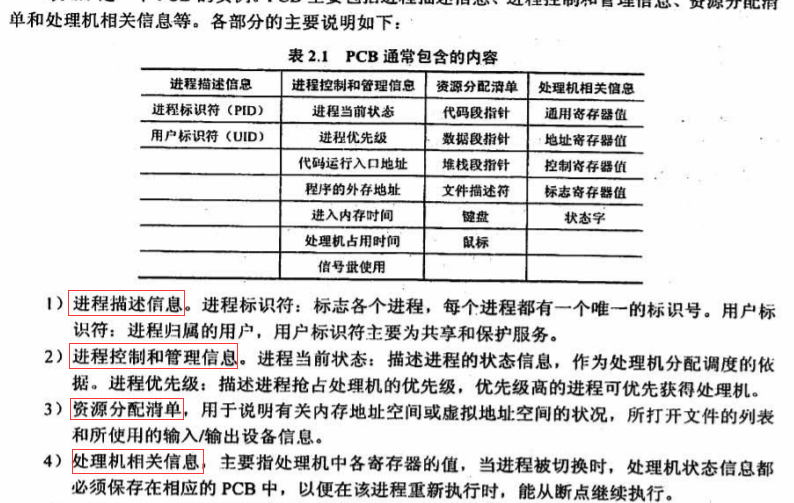 单和处理机相关信息等。各部分的主要说明如下：
表 2.1 PCB 通常包含的内容
进程描述信息 进程控制和管理信息 资源分配清单 处理机相关信息
进程标识符（PID） 进程当前状态 代码段指针 通用寄存器值
用户标识符（UID） 进程优先级 数据段指针 地址寄存器值
代码运行入口地址 堆栈段指针 控制寄存器值
程序的外存地址 文件描述符 标志寄存器值
进入内存时间 键盘 状态字
处理机占用时间 鼠标
信号量使用
1）进程描述信息。进程标识符：标志各个进程，每个进程都有一个唯一的标识号。用户标
识符：进程归属的用户，用户标识符主要为共享和保护服务。
2）进程控制和管理信息。进程当前状态：描述进程的状态信息，作为处理机分配调度的依
据。进程优先级：描述进程抢占处理机的优先级，优先级高的进程可优先获得处理机。
3）资源分配清单，用于说明有关内存地址空间或虚拟地址空间的状况，所打开文件的列表
和所使用的输入/输出设备信息。
4）处理机相关信息，主要指处理机中各寄存器的值，当进程被切换时，处理机状态信息都
必须保存在相应的 PCB 中，以便在该进程重新执行时，能从断点继续执行。